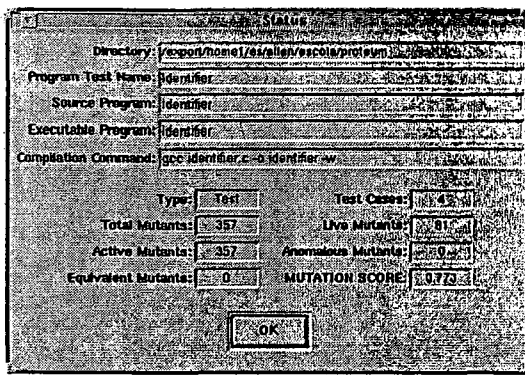 Status
Directory: /export/home1/es/ellen/escola/proteum
Program Test Name: identifier
Source Program: identifier
Executable Program: identifier
Compilation Command: gcc identifier.c -o identifier -w
Type: Test Test Cases: 4
Total Mutants: 357 Live Mutants: 81
Active Mutants: 357 Anomalous Mutants: 0
Equivalent Mutants: 0 MUTATION SCORE: 0.773
OK